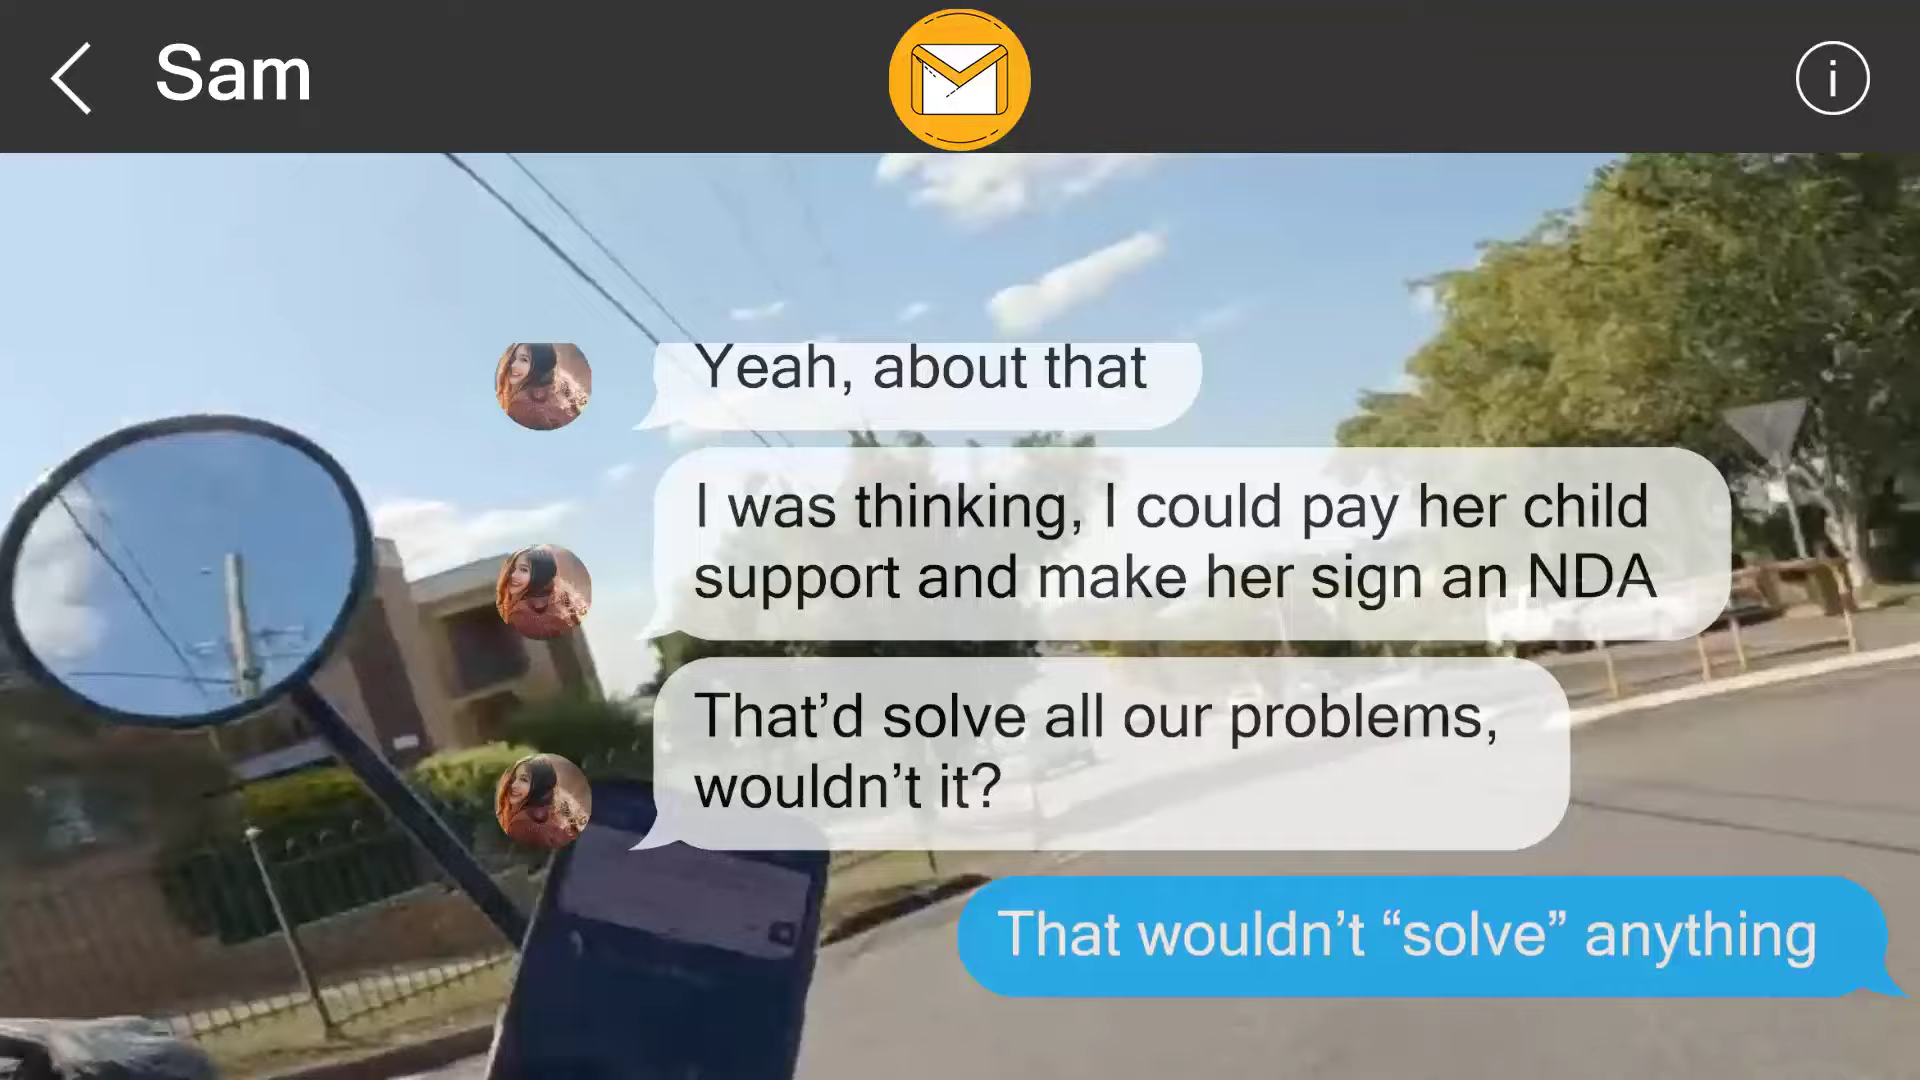 Sam
Yeah, about that
I was thinking, I could pay her child
support and make her sign an NDA
That’d solve all our problems,
wouldn’t it?
That wouldn’t “solve” anything